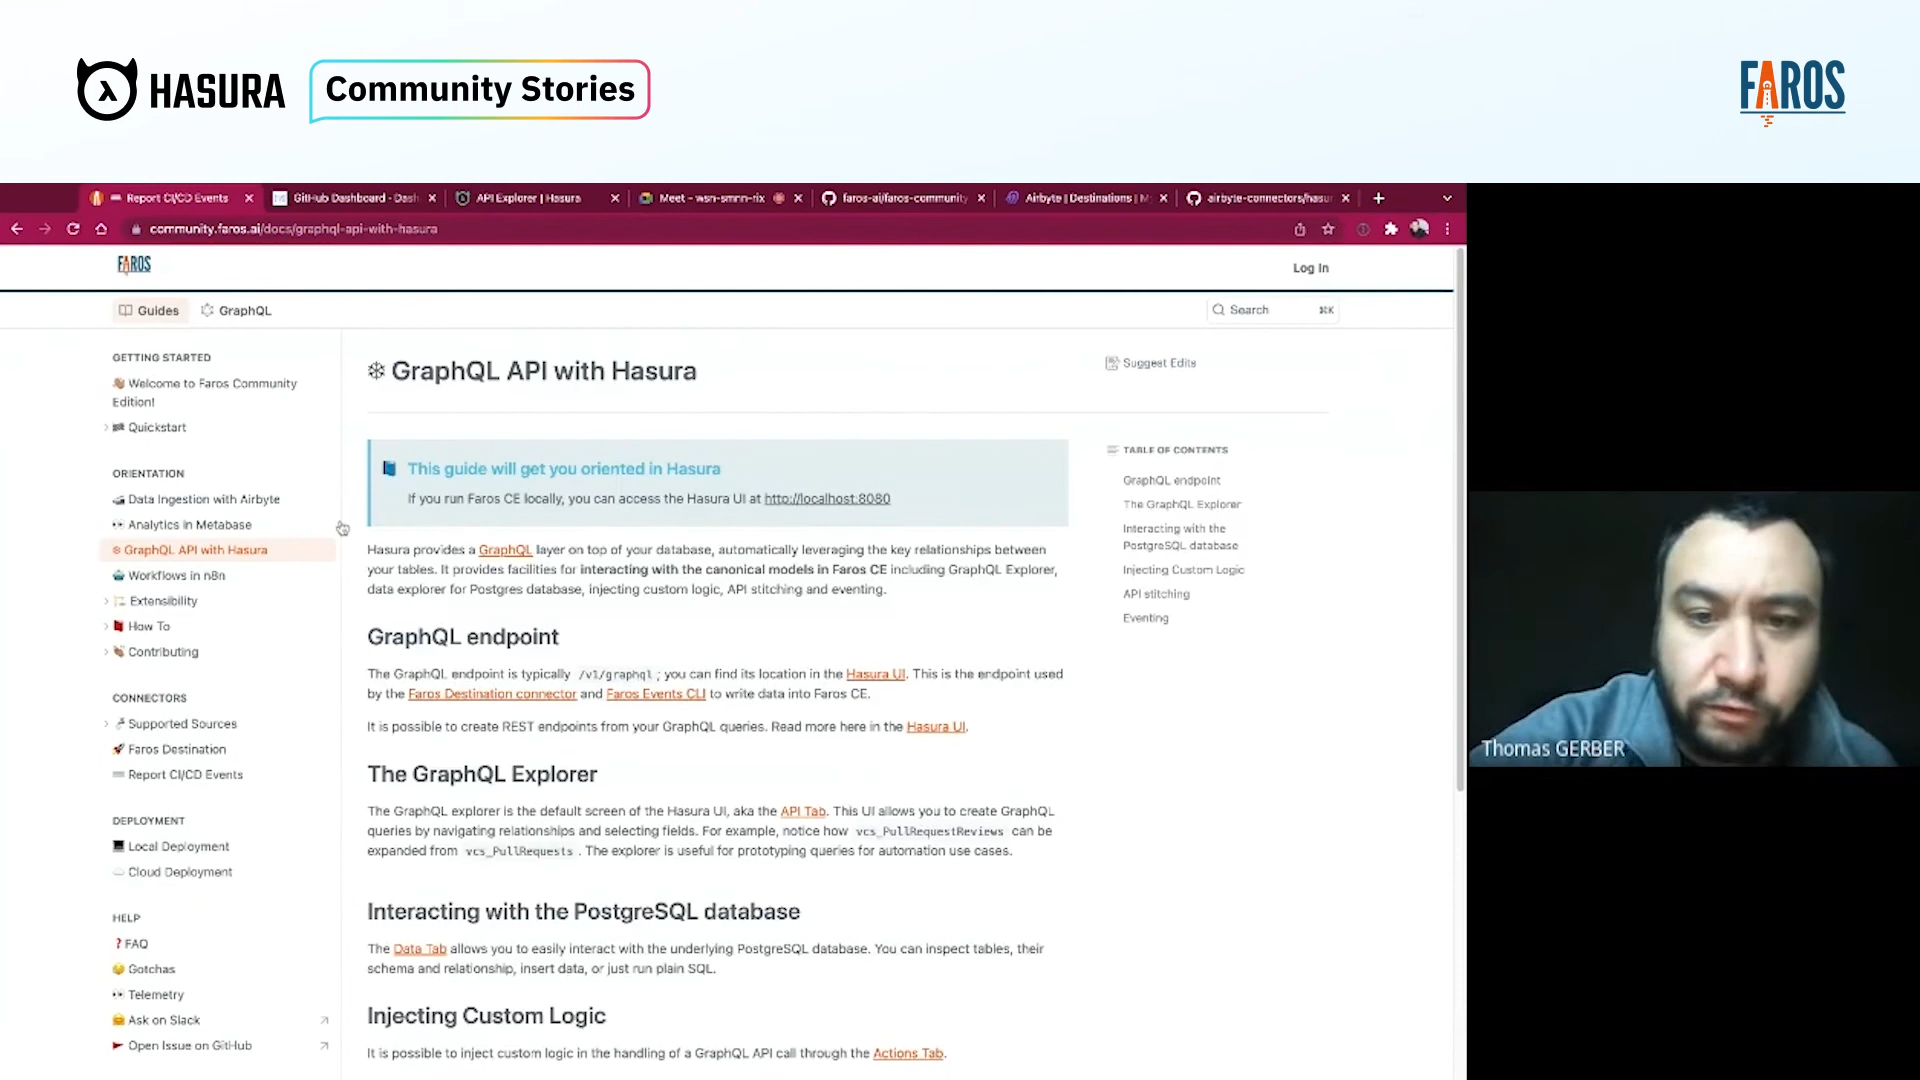 HASURA
Community Stories
FAROS
Report CI/CD Events
GitHub Dashboard - Dash
API Explorer | Hasura
Meet - wsn-smnn-rix
faros-ai/faros-community
Airbyte | Destinations | M
airbyte-connectors/hasur
community.faros.ai/docs/graphql-api-with-hasura
FAROS
Log In
Guides
GraphQL
Search
⌘K
GETTING STARTED
Welcome to Faros Community
Edition!
Quickstart
ORIENTATION
Data Ingestion with Airbyte
Analytics in Metabase
GraphQL API with Hasura
Workflows in n8n
Extensibility
How To
Contributing
CONNECTORS
Supported Sources
Faros Destination
Report CI/CD Events
DEPLOYMENT
Local Deployment
Cloud Deployment
HELP
FAQ
Gotchas
Telemetry
Ask on Slack
Open Issue on GitHub
GraphQL API with Hasura
This guide will get you oriented in Hasura
If you run Faros CE locally, you can access the Hasura UI at http://localhost:8080
Hasura provides a GraphQL layer on top of your database, automatically leveraging the key relationships between
your tables. It provides facilities for interacting with the canonical models in Faros CE including GraphQL Explorer,
data explorer for Postgres database, injecting custom logic, API stitching and eventing.
GraphQL endpoint
The GraphQL endpoint is typically /v1/graphql ; you can find its location in the Hasura UI. This is the endpoint used
by the Faros Destination connector and Faros Events CLI to write data into Faros CE.
It is possible to create REST endpoints from your GraphQL queries. Read more here in the Hasura UI.
The GraphQL Explorer
The GraphQL explorer is the default screen of the Hasura UI, aka the API Tab. This UI allows you to create GraphQL
queries by navigating relationships and selecting fields. For example, notice how vcs_PullRequestReviews can be
expanded from vcs_PullRequests . The explorer is useful for prototyping queries for automation use cases.
Interacting with the PostgreSQL database
The Data Tab allows you to easily interact with the underlying PostgreSQL database. You can inspect tables, their
schema and relationship, insert data, or just run plain SQL.
Injecting Custom Logic
It is possible to inject custom logic in the handling of a GraphQL API call through the Actions Tab.
Suggest Edits
TABLE OF CONTENTS
GraphQL endpoint
The GraphQL Explorer
Interacting with the
PostgreSQL database
Injecting Custom Logic
API stitching
Eventing
Thomas GERBER